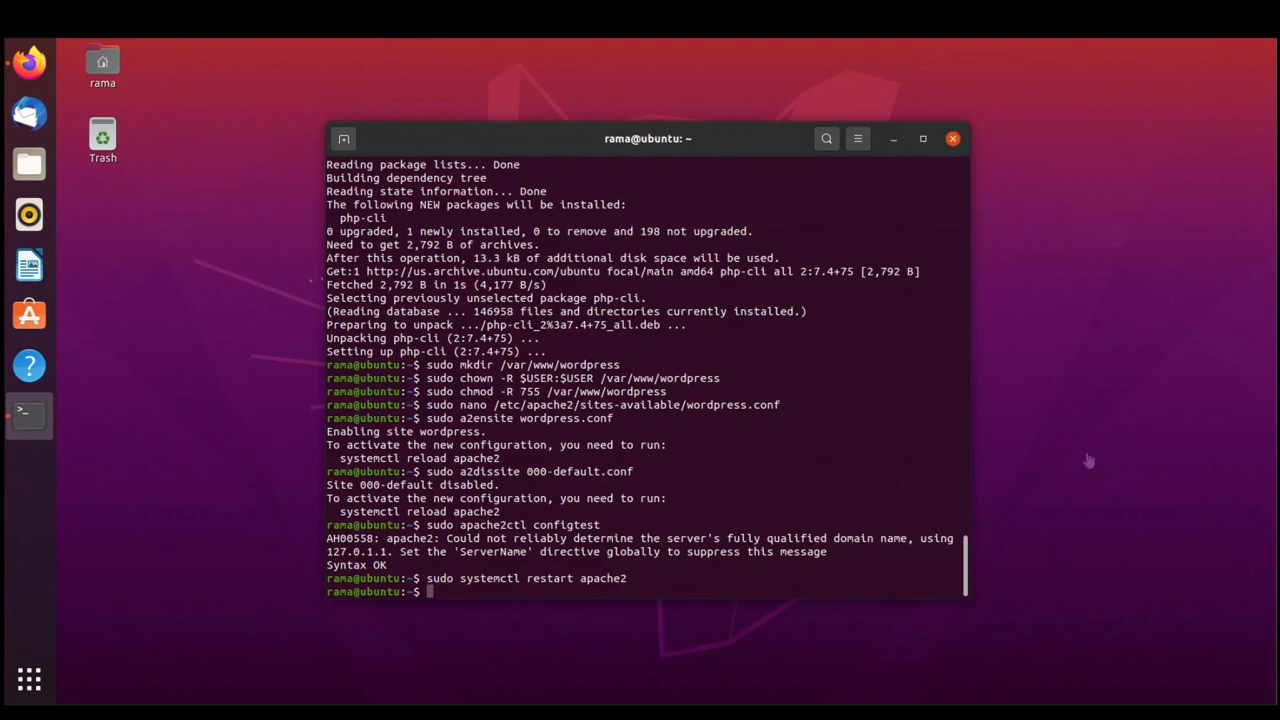 rama
Trash
rama@ubuntu: ~
Reading package lists... Done
Building dependency tree
Reading state information... Done
The following NEW packages will be installed:
  php-cli
0 upgraded, 1 newly installed, 0 to remove and 198 not upgraded.
Need to get 2,792 B of archives.
After this operation, 13.3 kB of additional disk space will be used.
Get:1 http://us.archive.ubuntu.com/ubuntu focal/main amd64 php-cli all 2:7.4+75 [2,792 B]
Fetched 2,792 B in 1s (4,177 B/s)
Selecting previously unselected package php-cli.
(Reading database ... 146958 files and directories currently installed.)
Preparing to unpack .../php-cli_2%3a7.4+75_all.deb ...
Unpacking php-cli (2:7.4+75) ...
Setting up php-cli (2:7.4+75) ...
rama@ubuntu:~$ sudo mkdir /var/www/wordpress
rama@ubuntu:~$ sudo chown -R $USER:$USER /var/www/wordpress
rama@ubuntu:~$ sudo chmod -R 755 /var/www/wordpress
rama@ubuntu:~$ sudo nano /etc/apache2/sites-available/wordpress.conf
rama@ubuntu:~$ sudo a2ensite wordpress.conf
Enabling site wordpress.
To activate the new configuration, you need to run:
  systemctl reload apache2
rama@ubuntu:~$ sudo a2dissite 000-default.conf
Site 000-default disabled.
To activate the new configuration, you need to run:
  systemctl reload apache2
rama@ubuntu:~$ sudo apache2ctl configtest
AH00558: apache2: Could not reliably determine the server's fully qualified domain name, using
127.0.1.1. Set the 'ServerName' directive globally to suppress this message
Syntax OK
rama@ubuntu:~$ sudo systemctl restart apache2
rama@ubuntu:~$